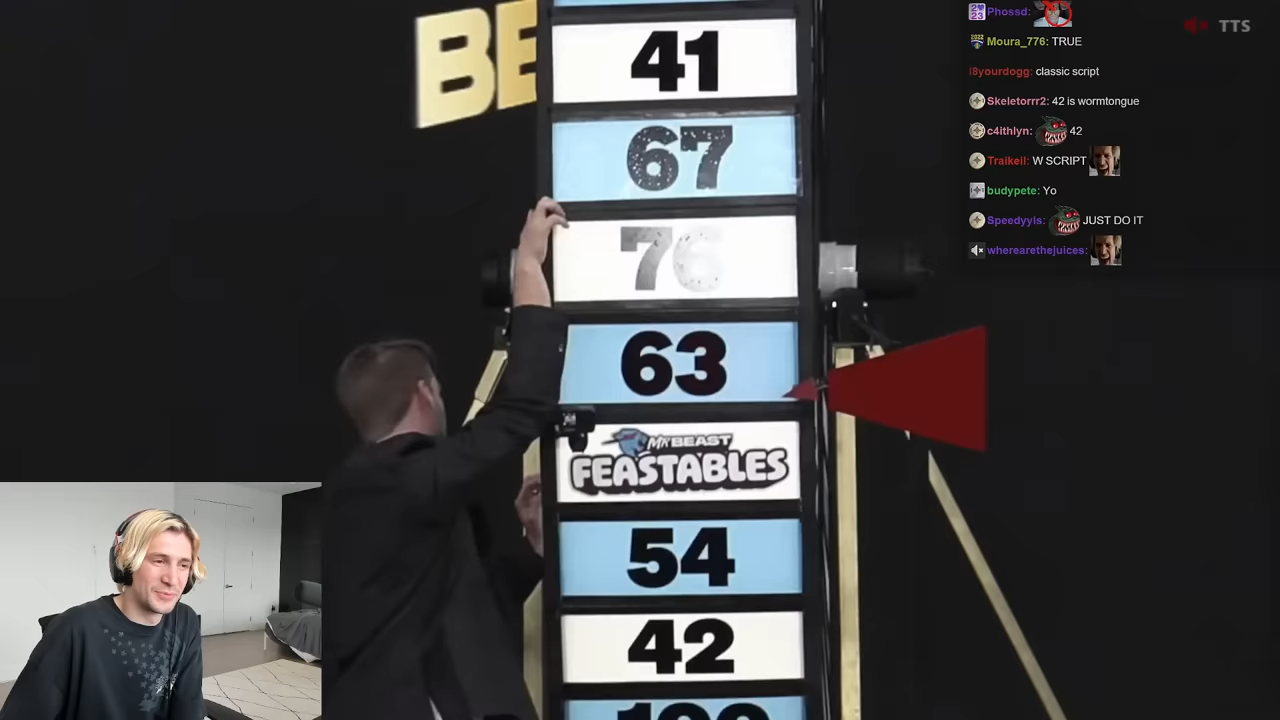 BE
41
67
76
63
MRBEAST
FEASTABLES
54
42
100
TTS
Phossd:
Moura_776: TRUE
i8yourdogg: classic script
Skeletorrr2: 42 is wormtongue
c4ithlyn: 42
Traikeil: W SCRIPT
budypete: Yo
Speedyyls: JUST DO IT
wherearethejuices: